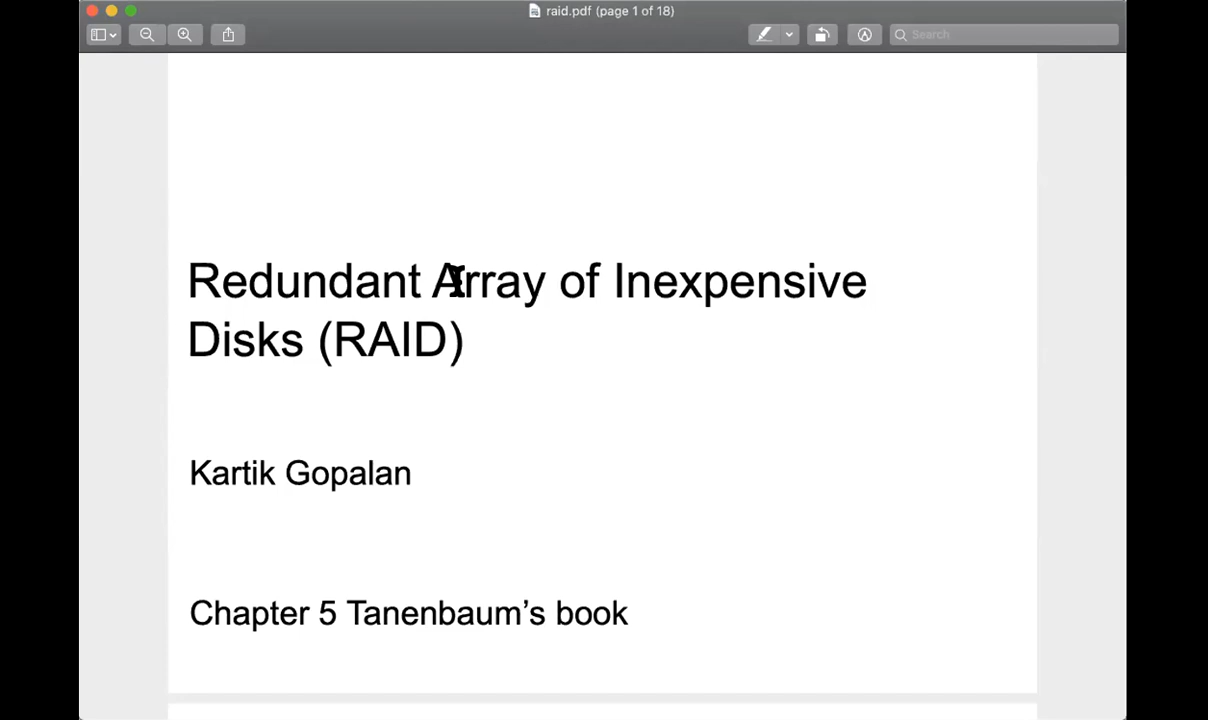 raid.pdf (page 1 of 18)
Search
Redundant Array of Inexpensive
Disks (RAID)
Kartik Gopalan
Chapter 5 Tanenbaum’s book